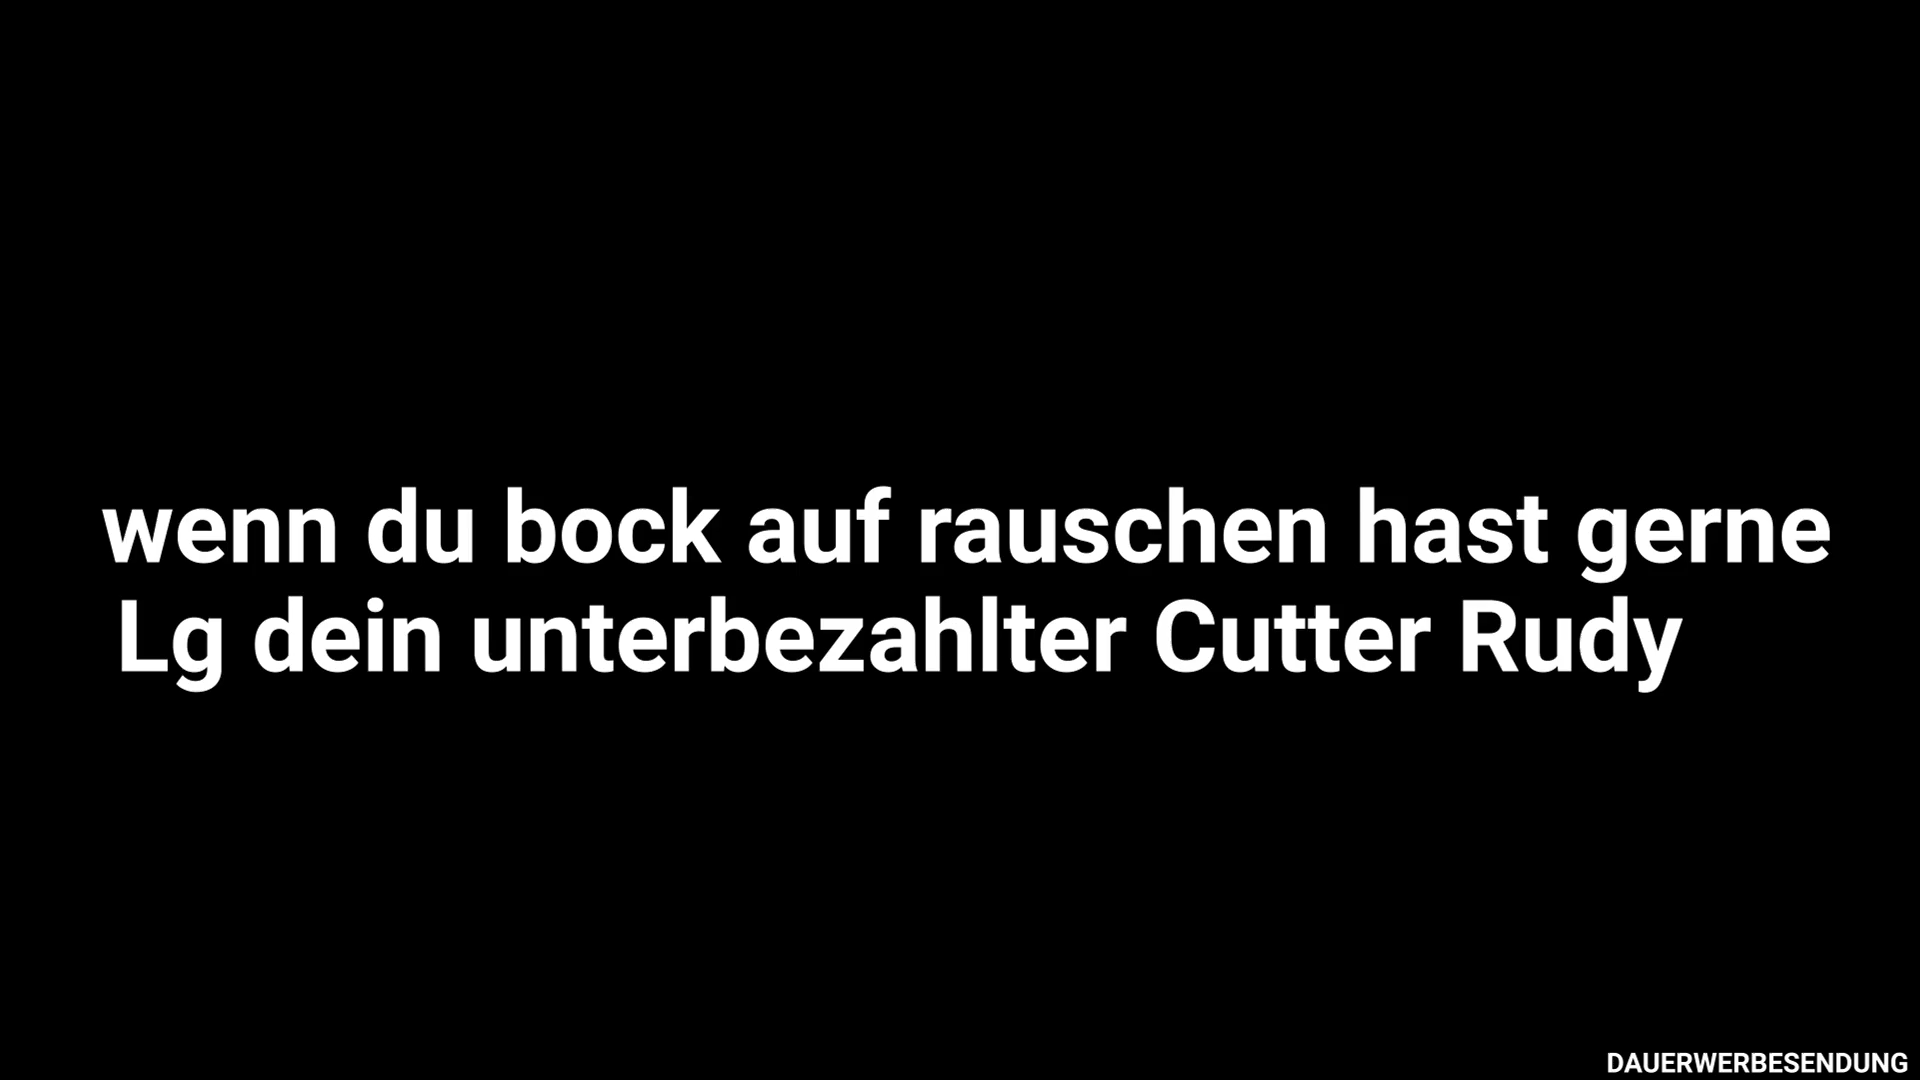 wenn du bock auf rauschen hast gerne
Lg dein unterbezahlter Cutter Rudy
DAUERWERBESENDUNG